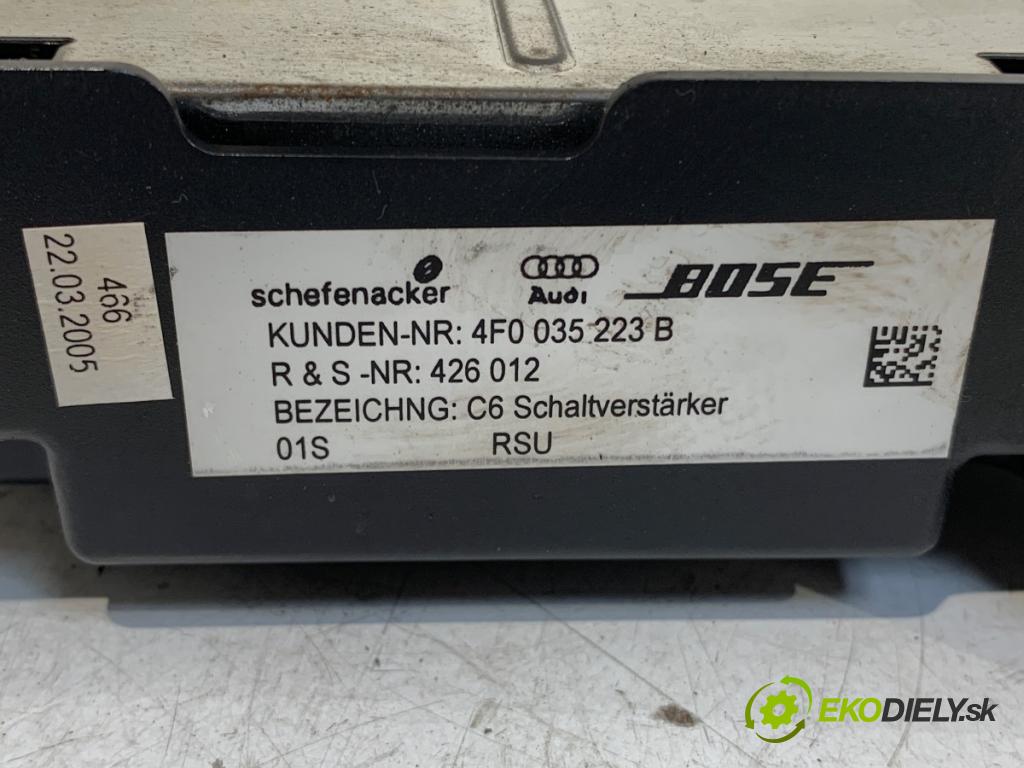 466
22.03.2005
schefenacker
Audi
BOSE
KUNDEN-NR: 4F0 035 223 B
R & S -NR: 426 012
BEZEICHNG: C6 Schaltverstärker
01S RSU
EKODIELY.sk